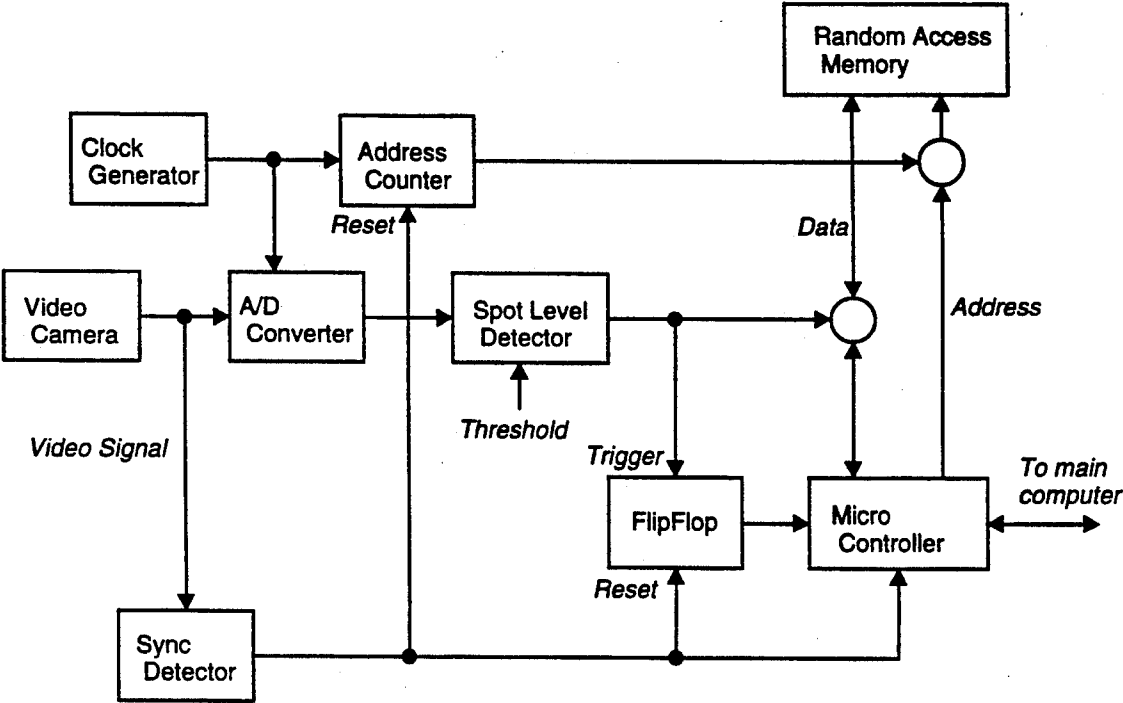 Random Access
Memory
Clock
Generator
Address
Counter
Reset
Data
Video
Camera
A/D
Converter
Spot Level
Detector
Address
Threshold
Video Signal
Trigger
To main
computer
FlipFlop
Micro
Controller
Reset
Sync
Detector